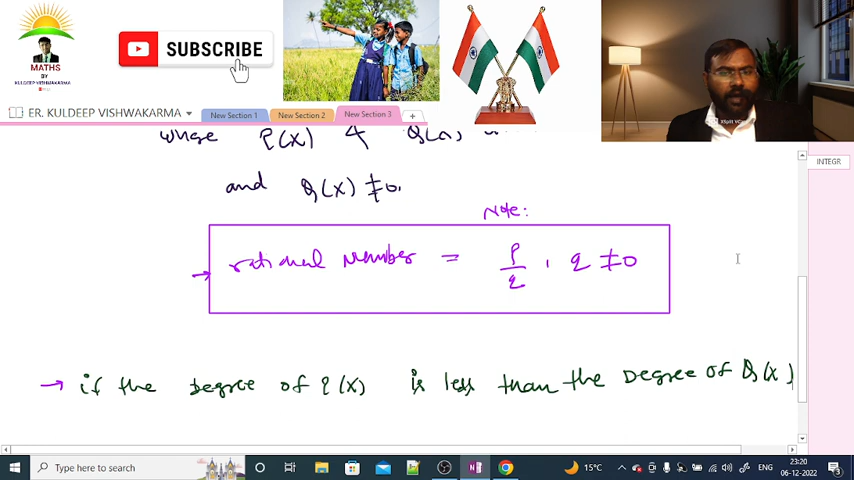 MATHS
BY
KULDEEP VISHWAKARMA
SUBSCRIBE
ER. KULDEEP VISHWAKARMA
New Section 1
New Section 2
New Section 3
+
INTEGR
where P(X) & Q(x)
and Q(X) ≠0.
Note:
→ rational Number = P/q , q ≠0
→ if the Degree of P(X) is less than the Degree of Q(X)
Type here to search
15°C
ENG
23:20
06-12-2022
3